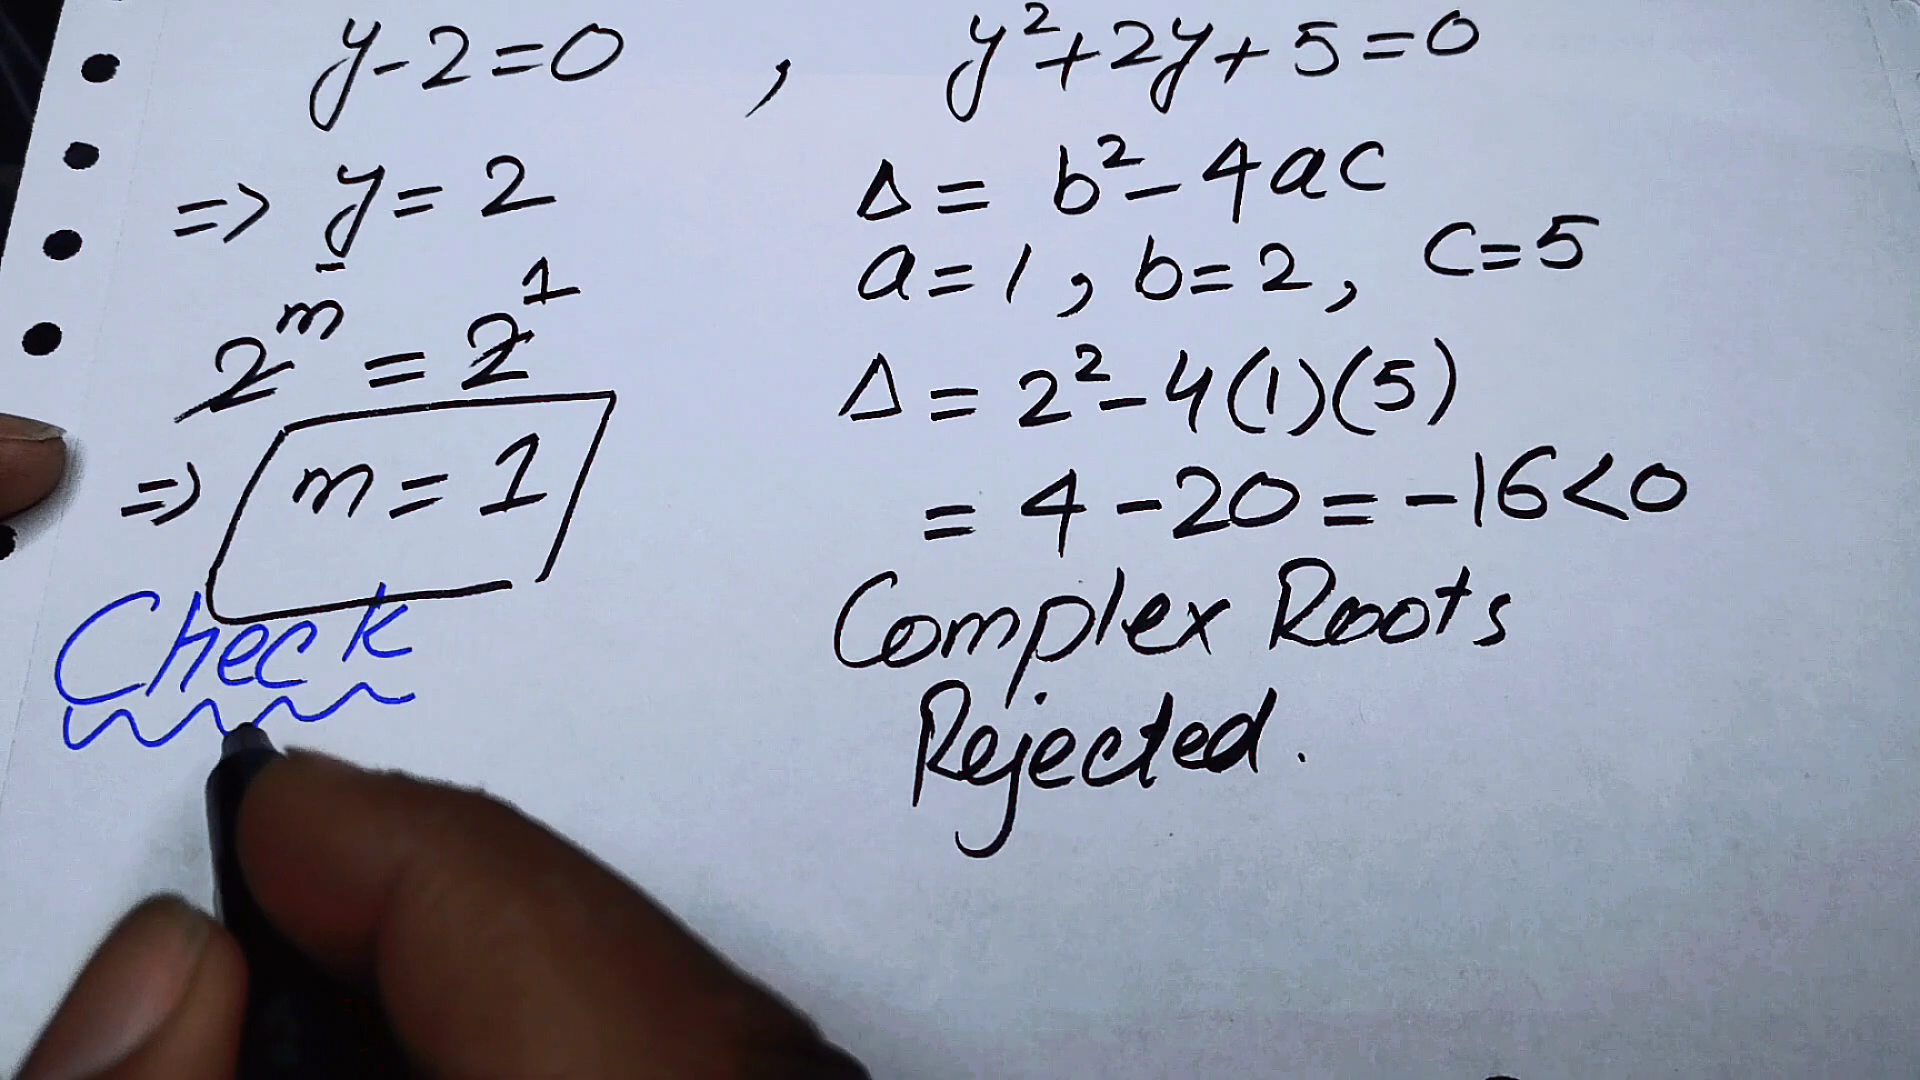 y-2=0 , y²+2y+5=0
=> y=2
2^m = 2^1
=> m=1
Check
Δ= b²-4ac
a=1, b=2, c=5
Δ= 2²-4(1)(5)
= 4-20=-16<0
Complex Roots
Rejected.